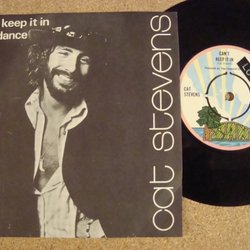 keep it in
dance
cat stevens
CAN'T
KEEP IT IN
CAT
STEVENS